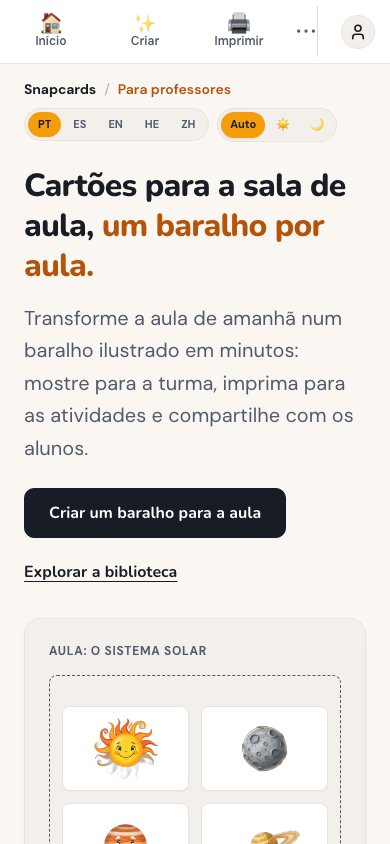 Início
Criar
Imprimir
Snapcards / Para professores
PT ES EN HE ZH Auto
Cartões para a sala de
aula, um baralho por
aula.
Transforme a aula de amanhã num
baralho ilustrado em minutos:
mostre para a turma, imprima para
as atividades e compartilhe com os
alunos.
Criar um baralho para a aula
Explorar a biblioteca
AULA: O SISTEMA SOLAR